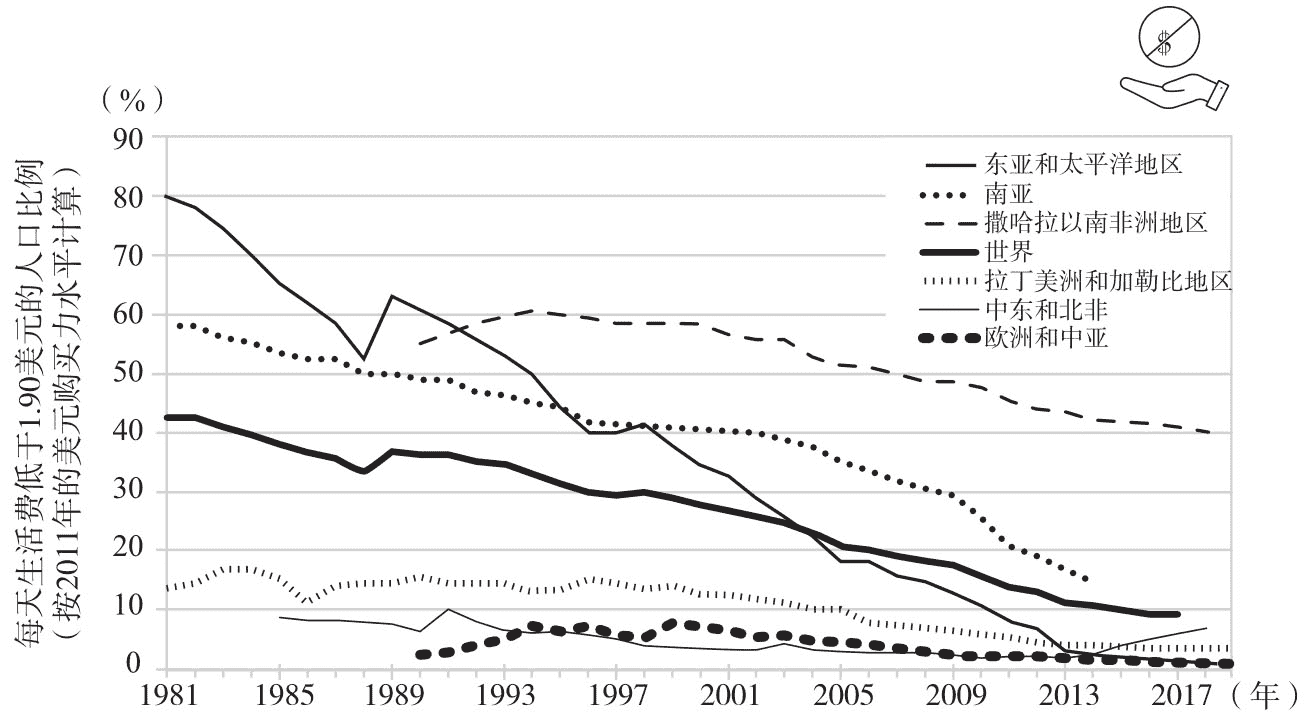 $
（%）
每天生活费低于1.90美元的人口比例
（按2011年的美元购买力水平计算）
90
80
70
60
50
40
30
20
10
0
东亚和太平洋地区
南亚
撒哈拉以南非洲地区
世界
拉丁美洲和加勒比地区
中东和北非
欧洲和中亚
1981 1985 1989 1993 1997 2001 2005 2009 2013 2017 （年）